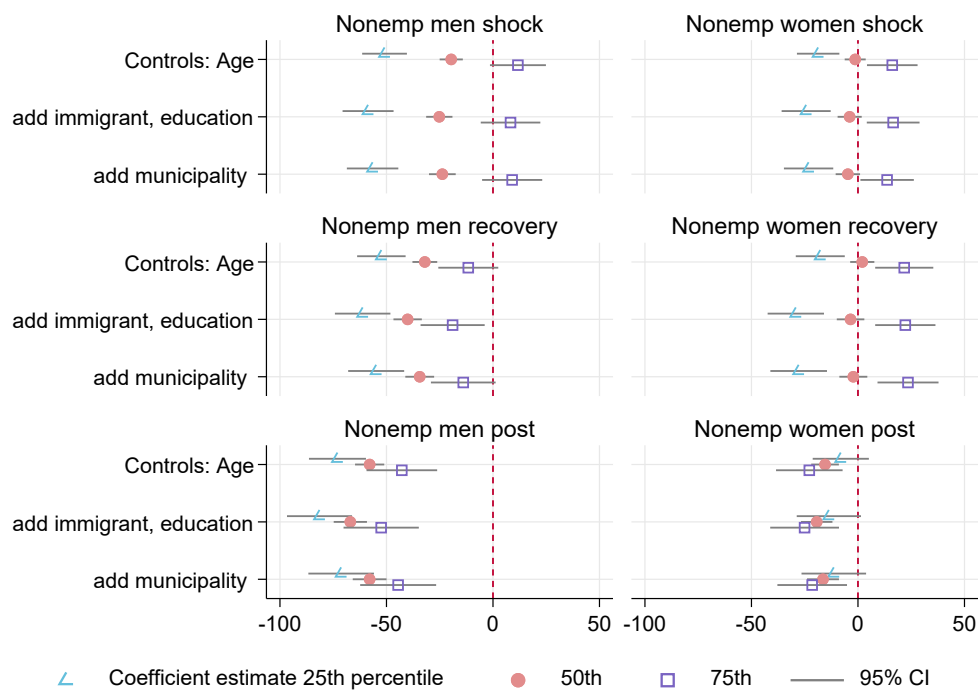 Nonemp men shock
Nonemp women shock
Controls: Age
add immigrant, education
add municipality
Nonemp men recovery
Nonemp women recovery
Controls: Age
add immigrant, education
add municipality
Nonemp men post
Nonemp women post
Controls: Age
add immigrant, education
add municipality
-100 -50 0 50 -100 -50 0 50
Coefficient estimate 25th percentile 50th 75th 95% CI